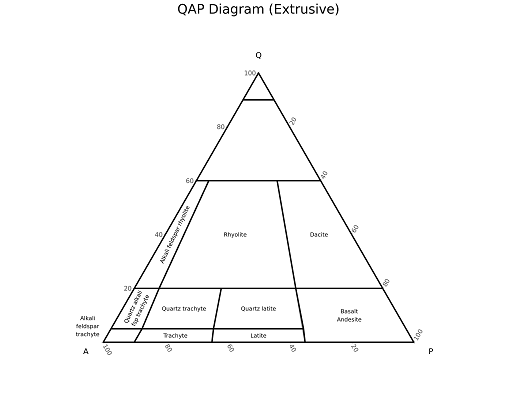 QAP Diagram (Extrusive)
Q
100
80
20
60
40
Alkali feldspar rhyolite
40
Rhyolite
Dacite
60
20
80
Quartz alkali
fsp trachyte
Quartz trachyte
Quartz latite
Basalt
Andesite
Alkali
feldspar
trachyte
Trachyte
Latite
A
100
80
60
40
20
100
P